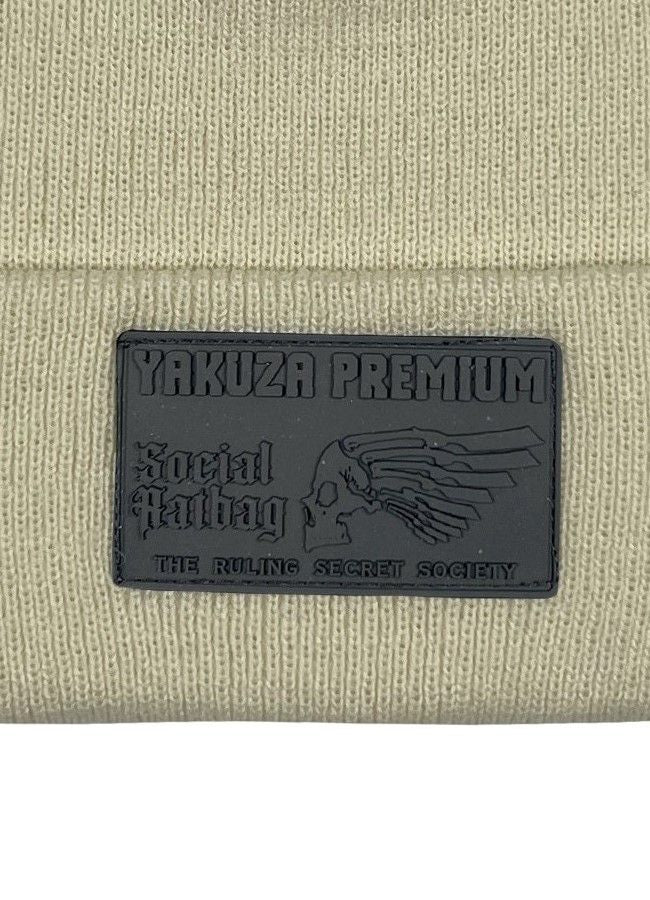 YAKUZA PREMIUM
Social
Ratbag
THE RULING SECRET SOCIETY